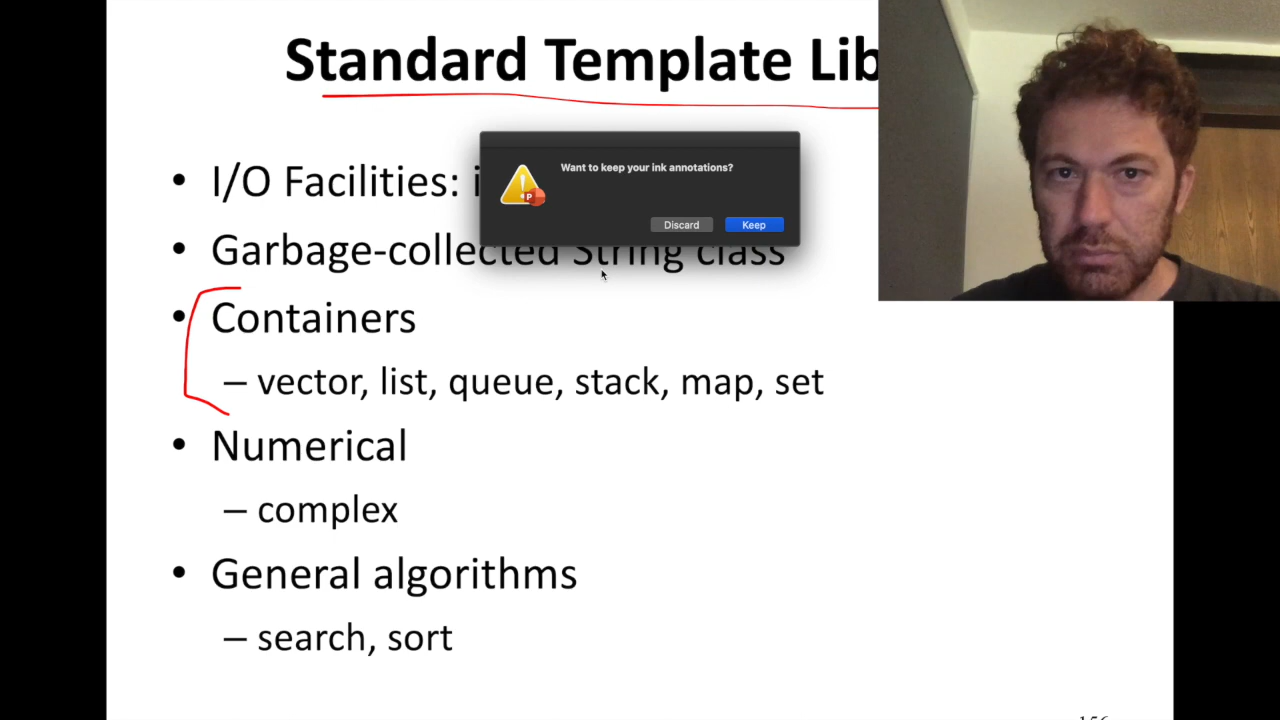 Standard Template Lib
Want to keep your ink annotations?
Discard Keep
• I/O Facilities: i
• Garbage-collected String class
• Containers
– vector, list, queue, stack, map, set
• Numerical
– complex
• General algorithms
– search, sort